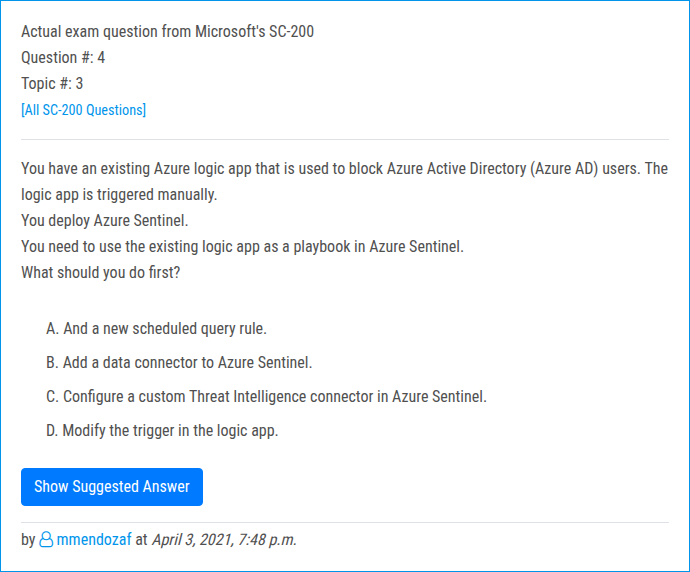 Actual exam question from Microsoft's SC-200
Question #: 4
Topic #: 3
[All SC-200 Questions]
You have an existing Azure logic app that is used to block Azure Active Directory (Azure AD) users. The
logic app is triggered manually.
You deploy Azure Sentinel.
You need to use the existing logic app as a playbook in Azure Sentinel.
What should you do first?
A. And a new scheduled query rule.
B. Add a data connector to Azure Sentinel.
C. Configure a custom Threat Intelligence connector in Azure Sentinel.
D. Modify the trigger in the logic app.
Show Suggested Answer
by mmendozaf at April 3, 2021, 7:48 p.m.